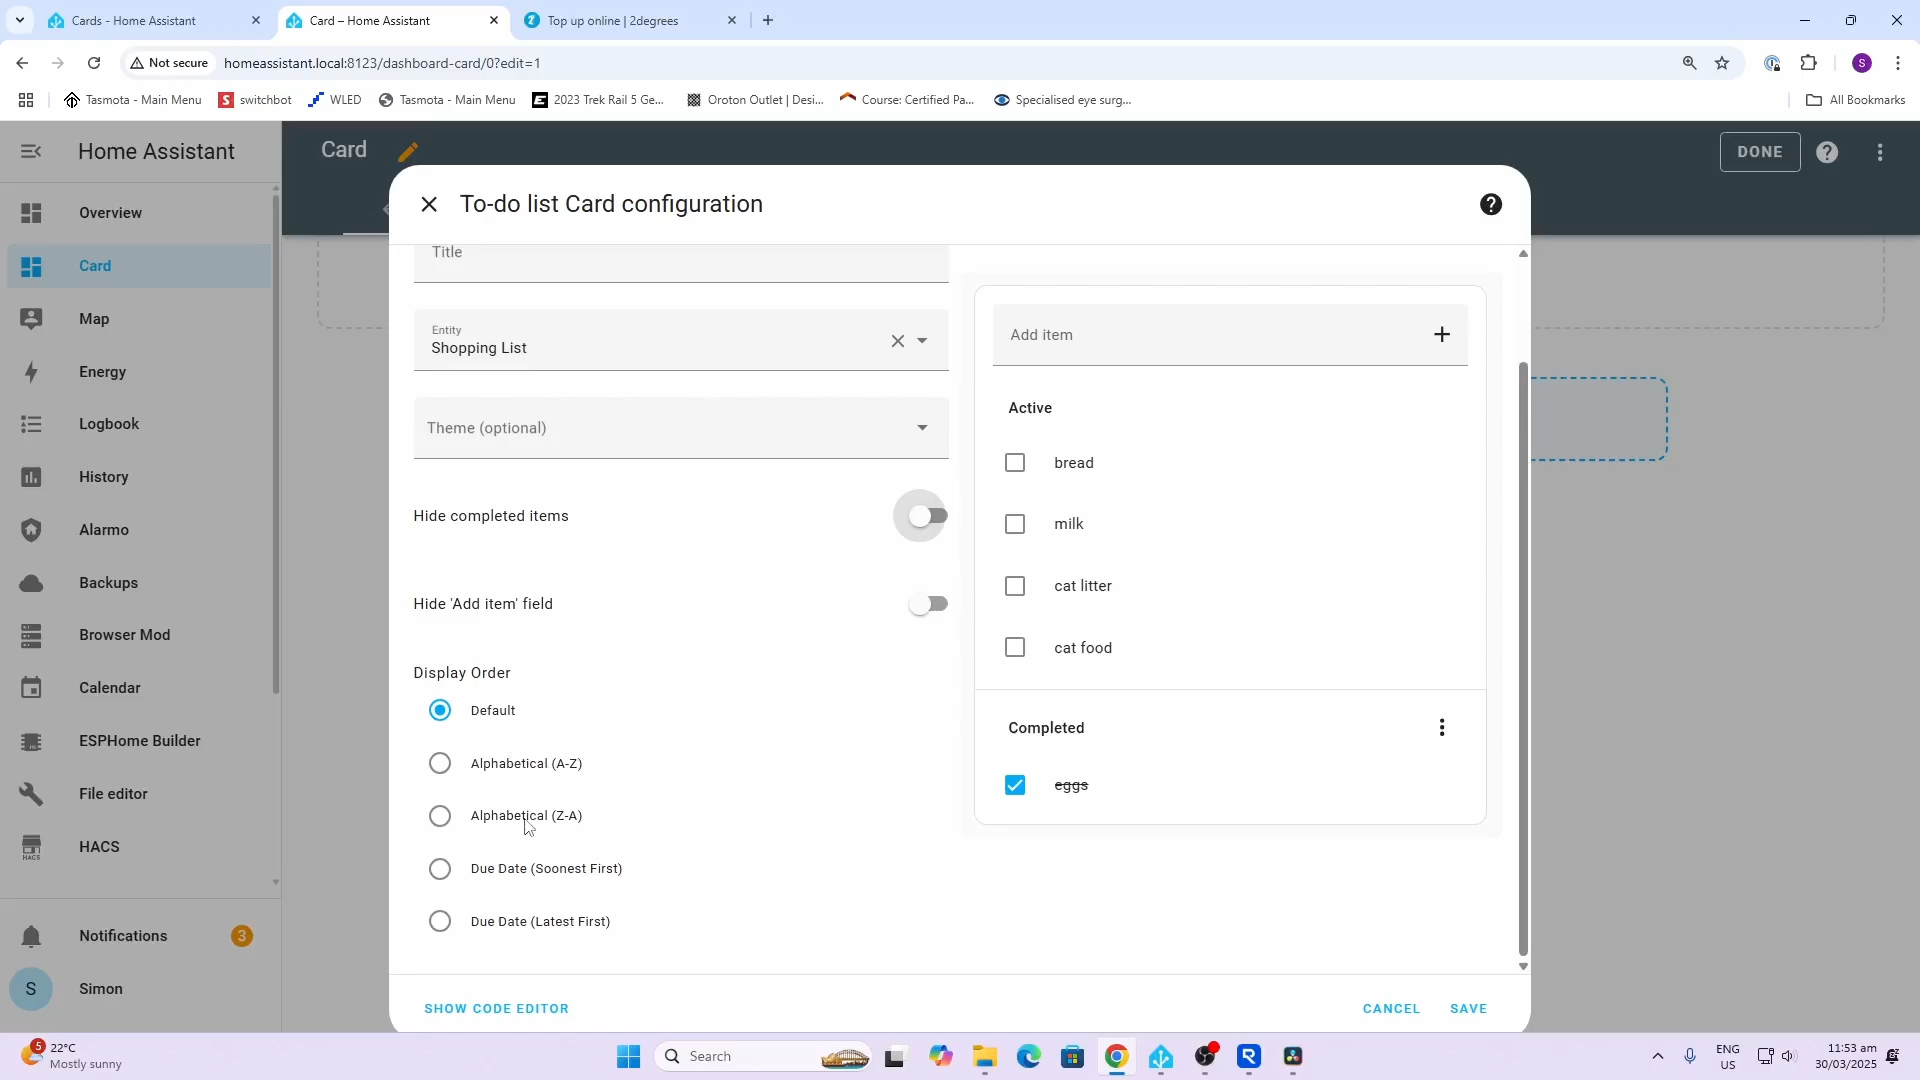 Cards - Home Assistant
Card – Home Assistant
Top up online | 2degrees
Not secure
homeassistant.local:8123/dashboard-card/0?edit=1
S
Tasmota - Main Menu
S
switchbot
WLED
Tasmota - Main Menu
2023 Trek Rail 5 Ge...
Oroton Outlet | Desi...
Course: Certified Pa...
Specialised eye surg...
All Bookmarks
Home Assistant
Card
DONE
Overview
Card
Map
Energy
Logbook
History
Alarmo
Backups
Browser Mod
Calendar
ESPHome Builder
File editor
HACS
HACS
Notifications
3
S
Simon
To-do list Card configuration
Title
Entity
Shopping List
Theme (optional)
Hide completed items
Hide 'Add item' field
Display Order
Default
Alphabetical (A-Z)
Alphabetical (Z-A)
Due Date (Soonest First)
Due Date (Latest First)
Add item
Active
bread
milk
cat litter
cat food
Completed
eggs
SHOW CODE EDITOR
CANCEL
SAVE
5
22°C
Mostly sunny
Search
R
ENG
US
11:53 am
30/03/2025